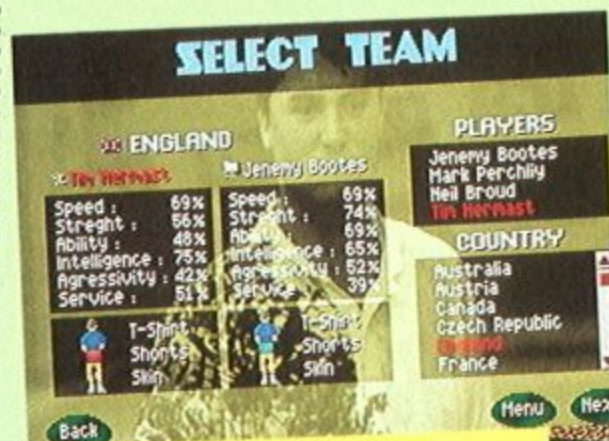 SELECT TEAM
ENGLAND
Tim Hermast
Speed : 69%
Streght : 56%
Ability : 48%
Intelligence : 75%
Agressivity : 42%
Service : 51%
T-Shirt
Shorts
Skin
Jenemy Bootes
Speed : 69%
Streght : 74%
Ability : 69%
Intelligence : 65%
Agressivity : 52%
Service : 39%
T-Shirt
Shorts
Skin
PLAYERS
Jenemy Bootes
Mark Perchliy
Neil Broud
Tim Hermast
COUNTRY
Australia
Austria
Canada
Czech Republic
England
France
Back
Menu